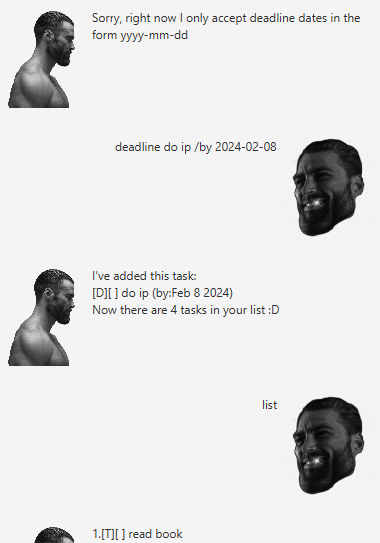 Sorry, right now I only accept deadline dates in the
form yyyy-mm-dd
deadline do ip /by 2024-02-08
I've added this task:
[D][ ] do ip (by:Feb 8 2024)
Now there are 4 tasks in your list :D
list
1.[T][ ] read book